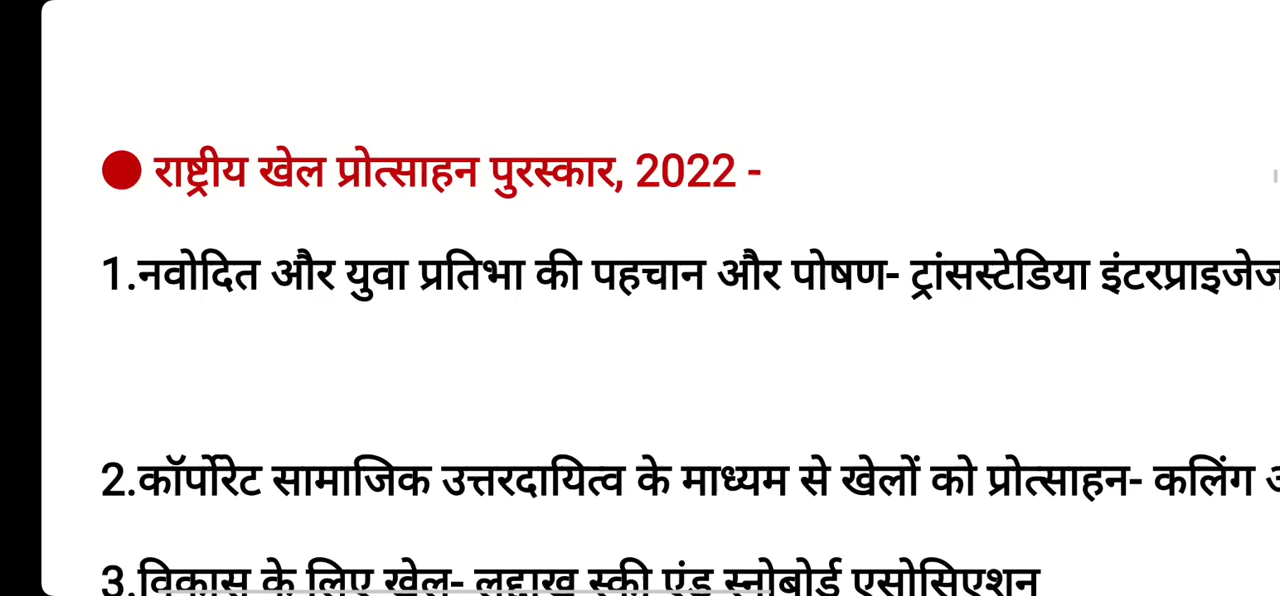 ● राष्ट्रीय खेल प्रोत्साहन पुरस्कार, 2022 -
1.नवोदित और युवा प्रतिभा की पहचान और पोषण- ट्रांसस्टेडिया इंटरप्राइजेज
2.कॉर्पोरेट सामाजिक उत्तरदायित्व के माध्यम से खेलों को प्रोत्साहन- कलिंग
3.विकास के लिए खेल- लद्दाख स्की एंड स्नोबोर्ड एसोसिएशन